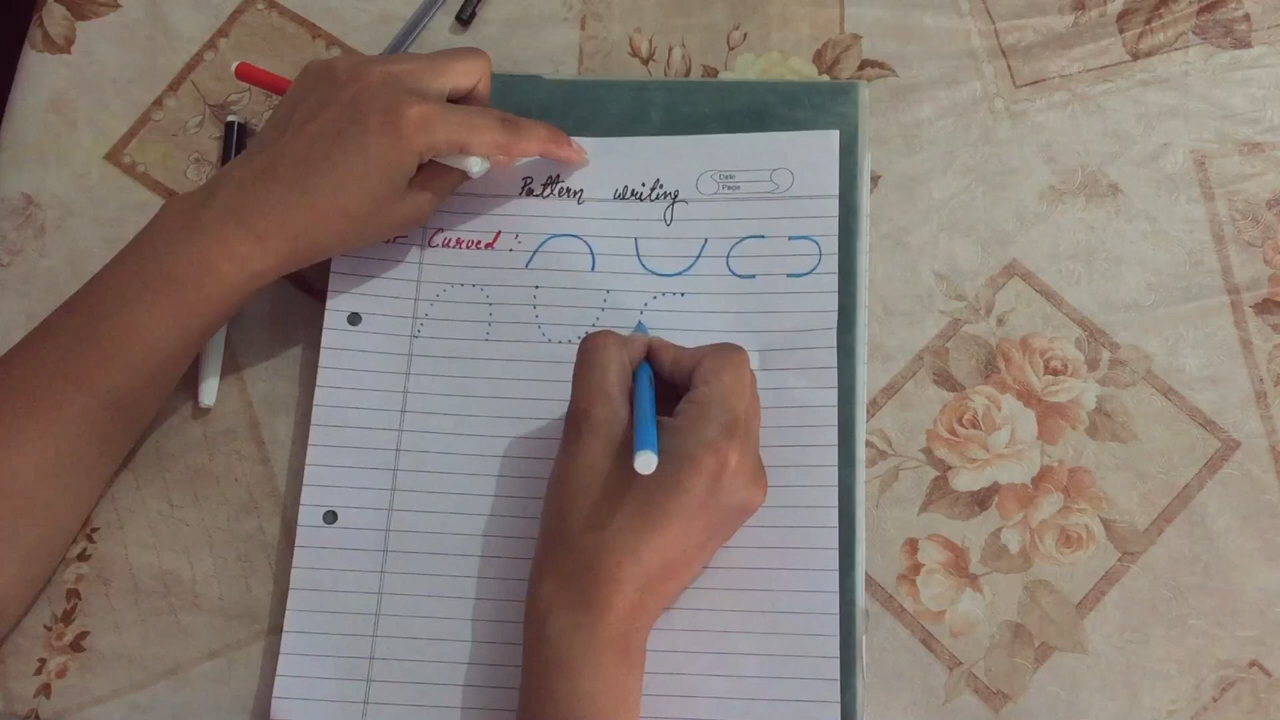 Pattern writing
Date
Page
Curved :-